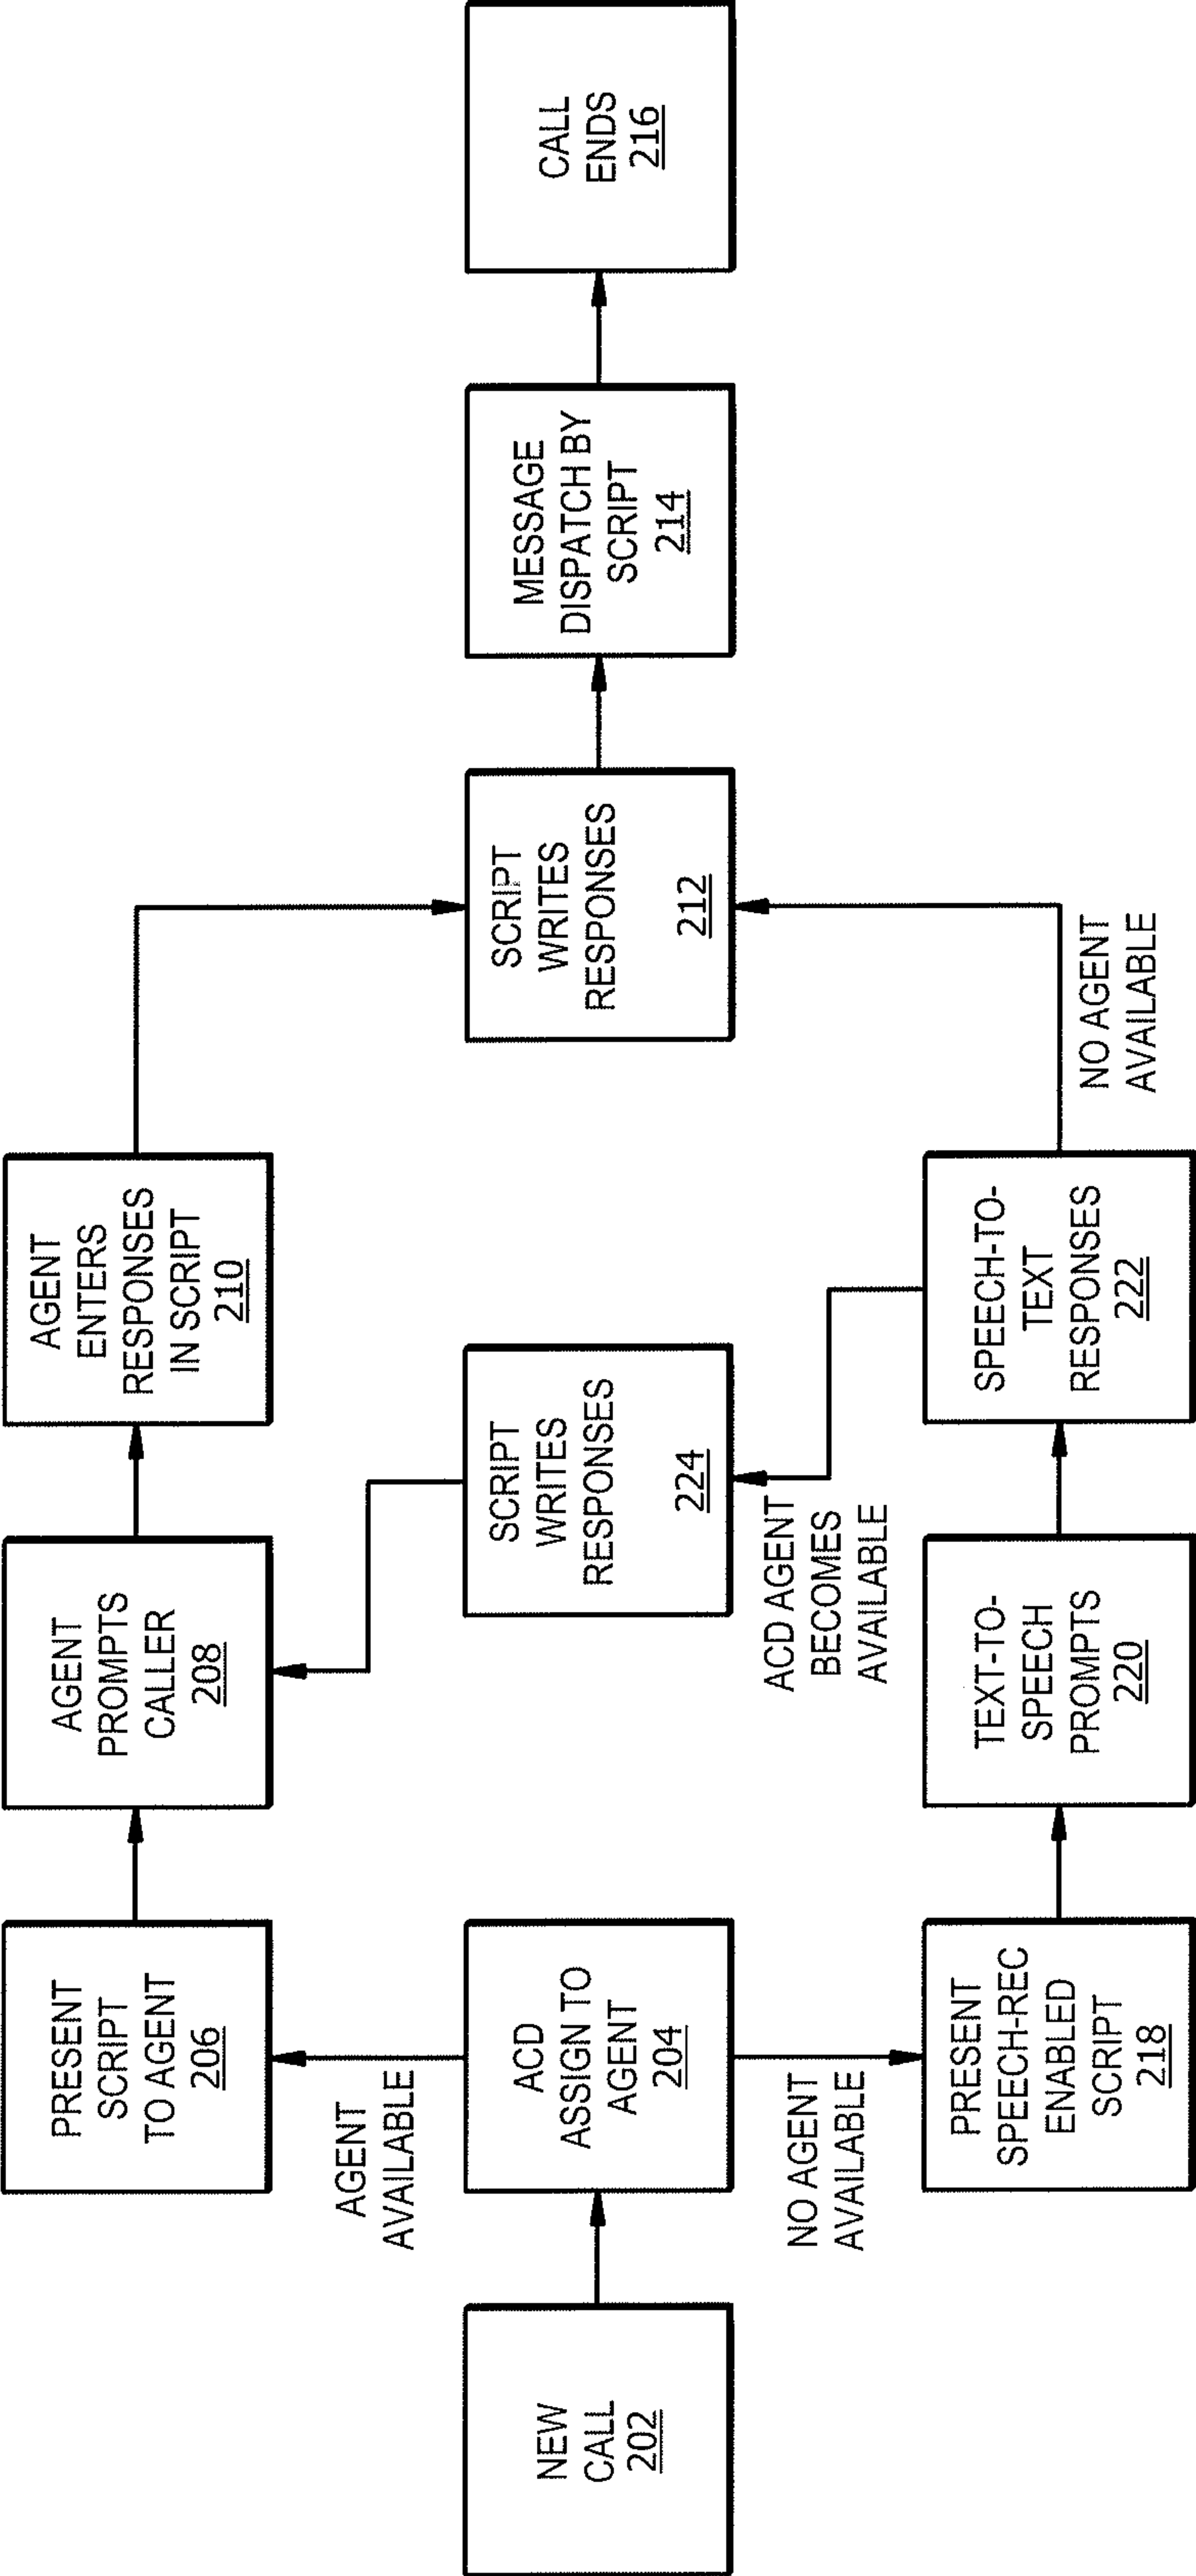 NEW
CALL
202
ACD
ASSIGN TO
AGENT
204
AGENT
AVAILABLE
NO AGENT
AVAILABLE
PRESENT
SCRIPT
TO AGENT
206
AGENT
PROMPTS
CALLER
208
AGENT
ENTERS
RESPONSES
IN SCRIPT
210
SCRIPT
WRITES
RESPONSES
212
MESSAGE
DISPATCH BY
SCRIPT
214
CALL
ENDS
216
PRESENT
SPEECH-REC
ENABLED
SCRIPT
218
TEXT-TO-
SPEECH
PROMPTS
220
SPEECH-TO-
TEXT
RESPONSES
222
ACD AGENT
BECOMES
AVAILABLE
SCRIPT
WRITES
RESPONSES
224
NO AGENT
AVAILABLE